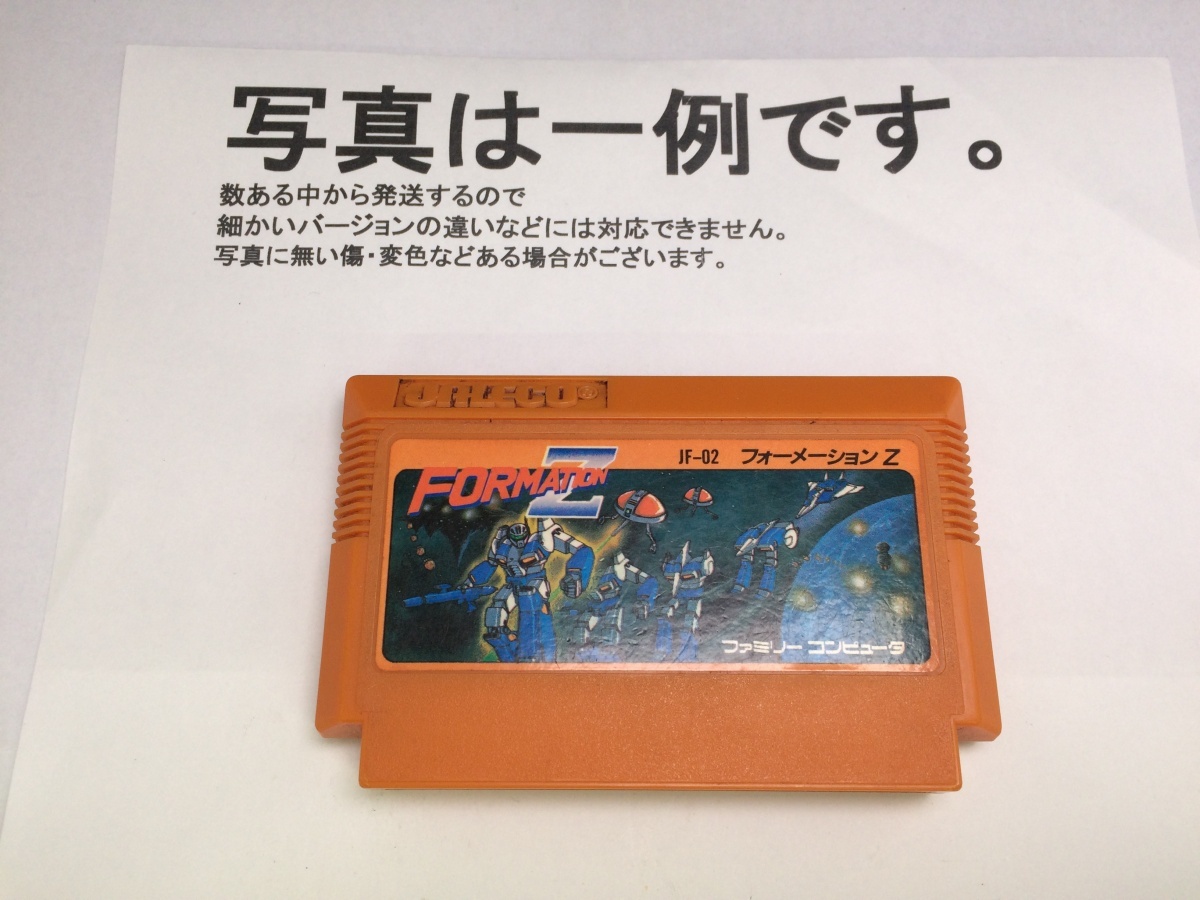 写真は一例です。
数ある中から発送するので
細かいバージョンの違いなどには対応できません。
写真に無い傷・変色などある場合がございます。
JALECO®
FORMATION Z
JF-02 フォーメーションZ
ファミリー コンピュータ